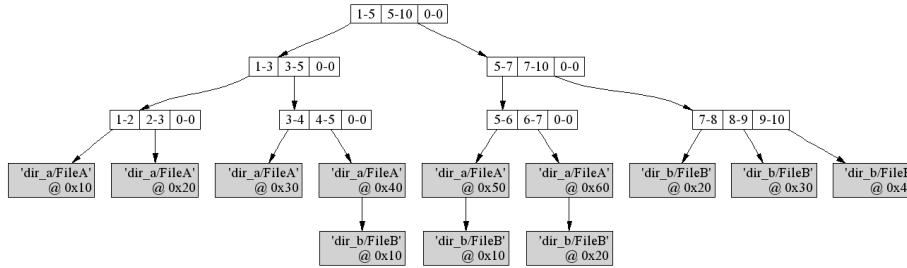 1-5 5-10 0-0
1-3 3-5 0-0
5-7 7-10 0-0
1-2 2-3 0-0
3-4 4-5 0-0
5-6 6-7 0-0
7-8 8-9 9-10
'dir_a/FileA'
@ 0x10
'dir_a/FileA'
@ 0x20
'dir_a/FileA'
@ 0x30
'dir_a/FileA'
@ 0x40
'dir_a/FileA'
@ 0x50
'dir_a/FileA'
@ 0x60
'dir_b/FileB'
@ 0x20
'dir_b/FileB'
@ 0x30
'dir_b/
@
'dir_b/FileB'
@ 0x10
'dir_b/FileB'
@ 0x10
'dir_b/FileB'
@ 0x20